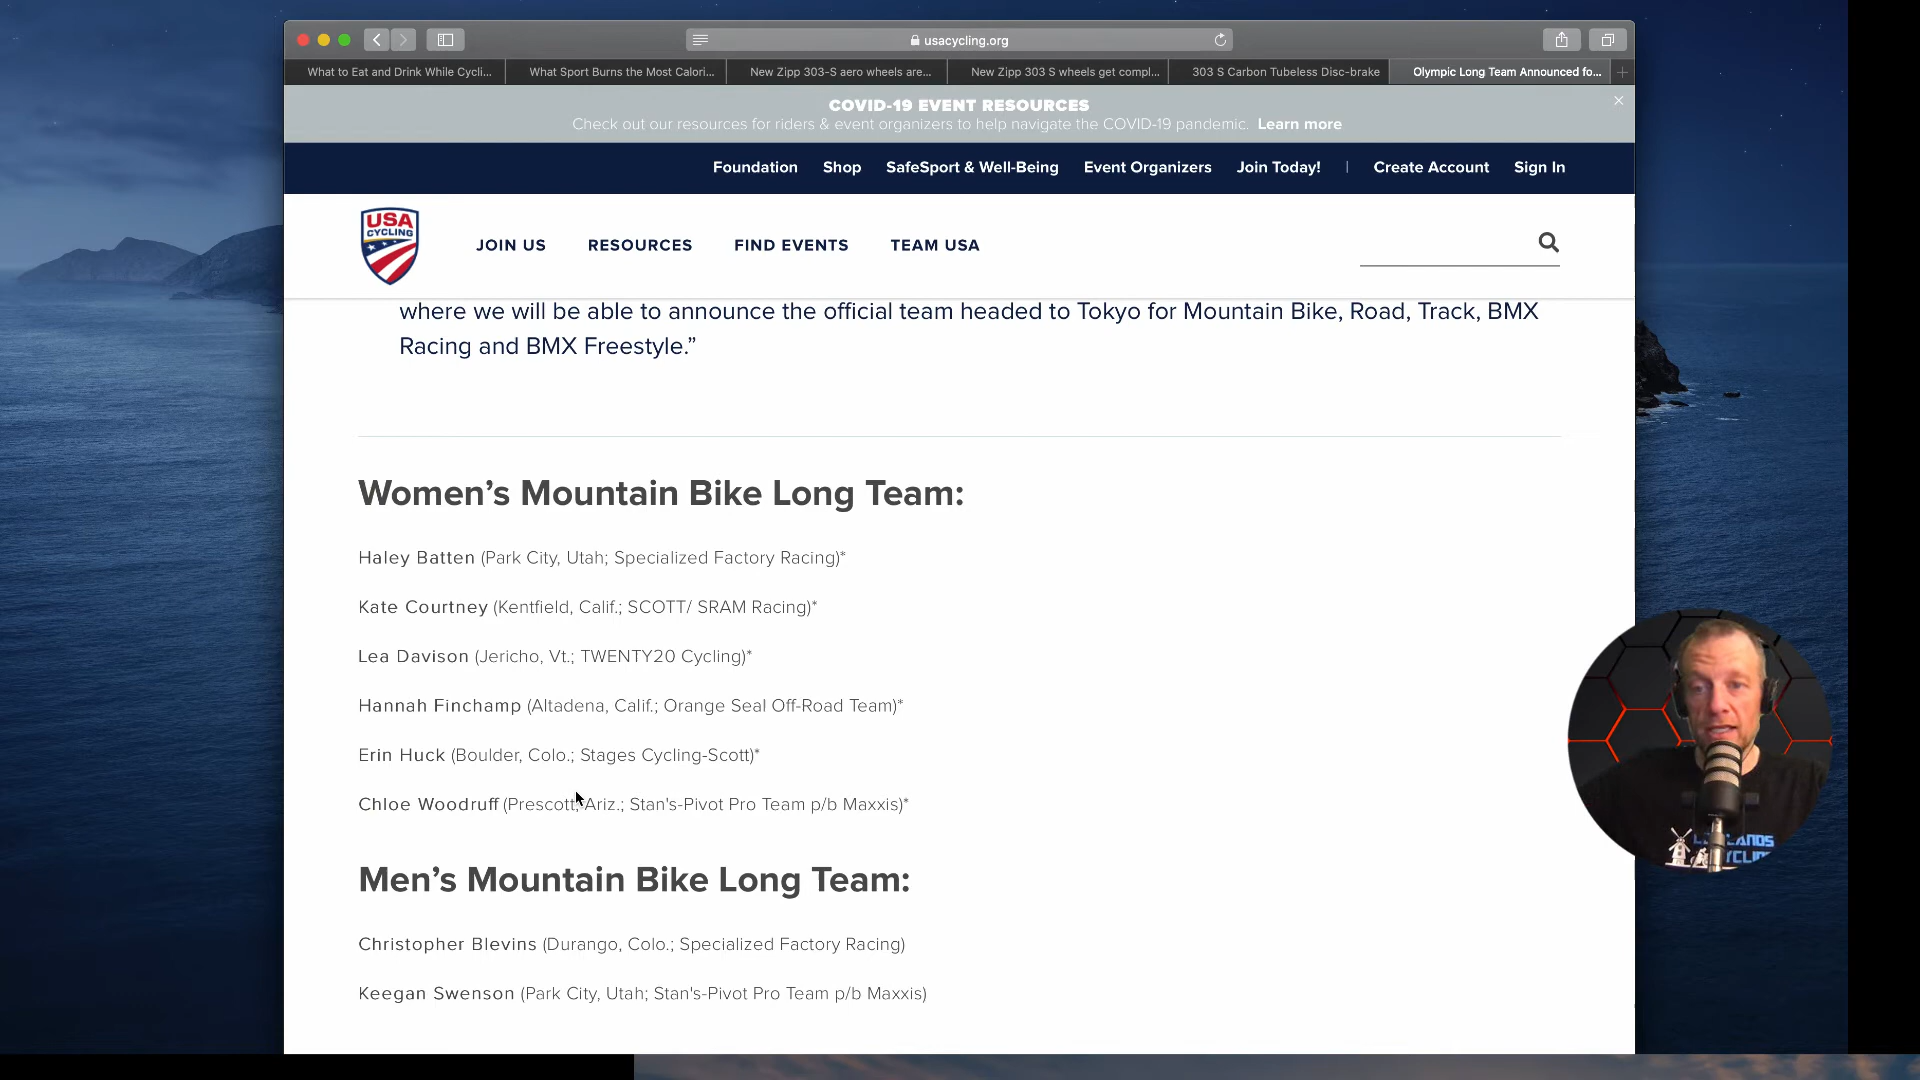 usacycling.org
What to Eat and Drink While Cycli...
What Sport Burns the Most Calori...
New Zipp 303-S aero wheels are...
New Zipp 303 S wheels get compl...
303 S Carbon Tubeless Disc-brake
Olympic Long Team Announced fo...
COVID-19 EVENT RESOURCES
Check out our resources for riders & event organizers to help navigate the COVID-19 pandemic. Learn more
Foundation Shop SafeSport & Well-Being Event Organizers Join Today! | Create Account Sign In
USA
CYCLING
JOIN US RESOURCES FIND EVENTS TEAM USA
where we will be able to announce the official team headed to Tokyo for Mountain Bike, Road, Track, BMX
Racing and BMX Freestyle.”
Women’s Mountain Bike Long Team:
Haley Batten (Park City, Utah; Specialized Factory Racing)*
Kate Courtney (Kentfield, Calif.; SCOTT/ SRAM Racing)*
Lea Davison (Jericho, Vt.; TWENTY20 Cycling)*
Hannah Finchamp (Altadena, Calif.; Orange Seal Off-Road Team)*
Erin Huck (Boulder, Colo.; Stages Cycling-Scott)*
Chloe Woodruff (Prescott, Ariz.; Stan's-Pivot Pro Team p/b Maxxis)*
Men’s Mountain Bike Long Team:
Christopher Blevins (Durango, Colo.; Specialized Factory Racing)
Keegan Swenson (Park City, Utah; Stan's-Pivot Pro Team p/b Maxxis)